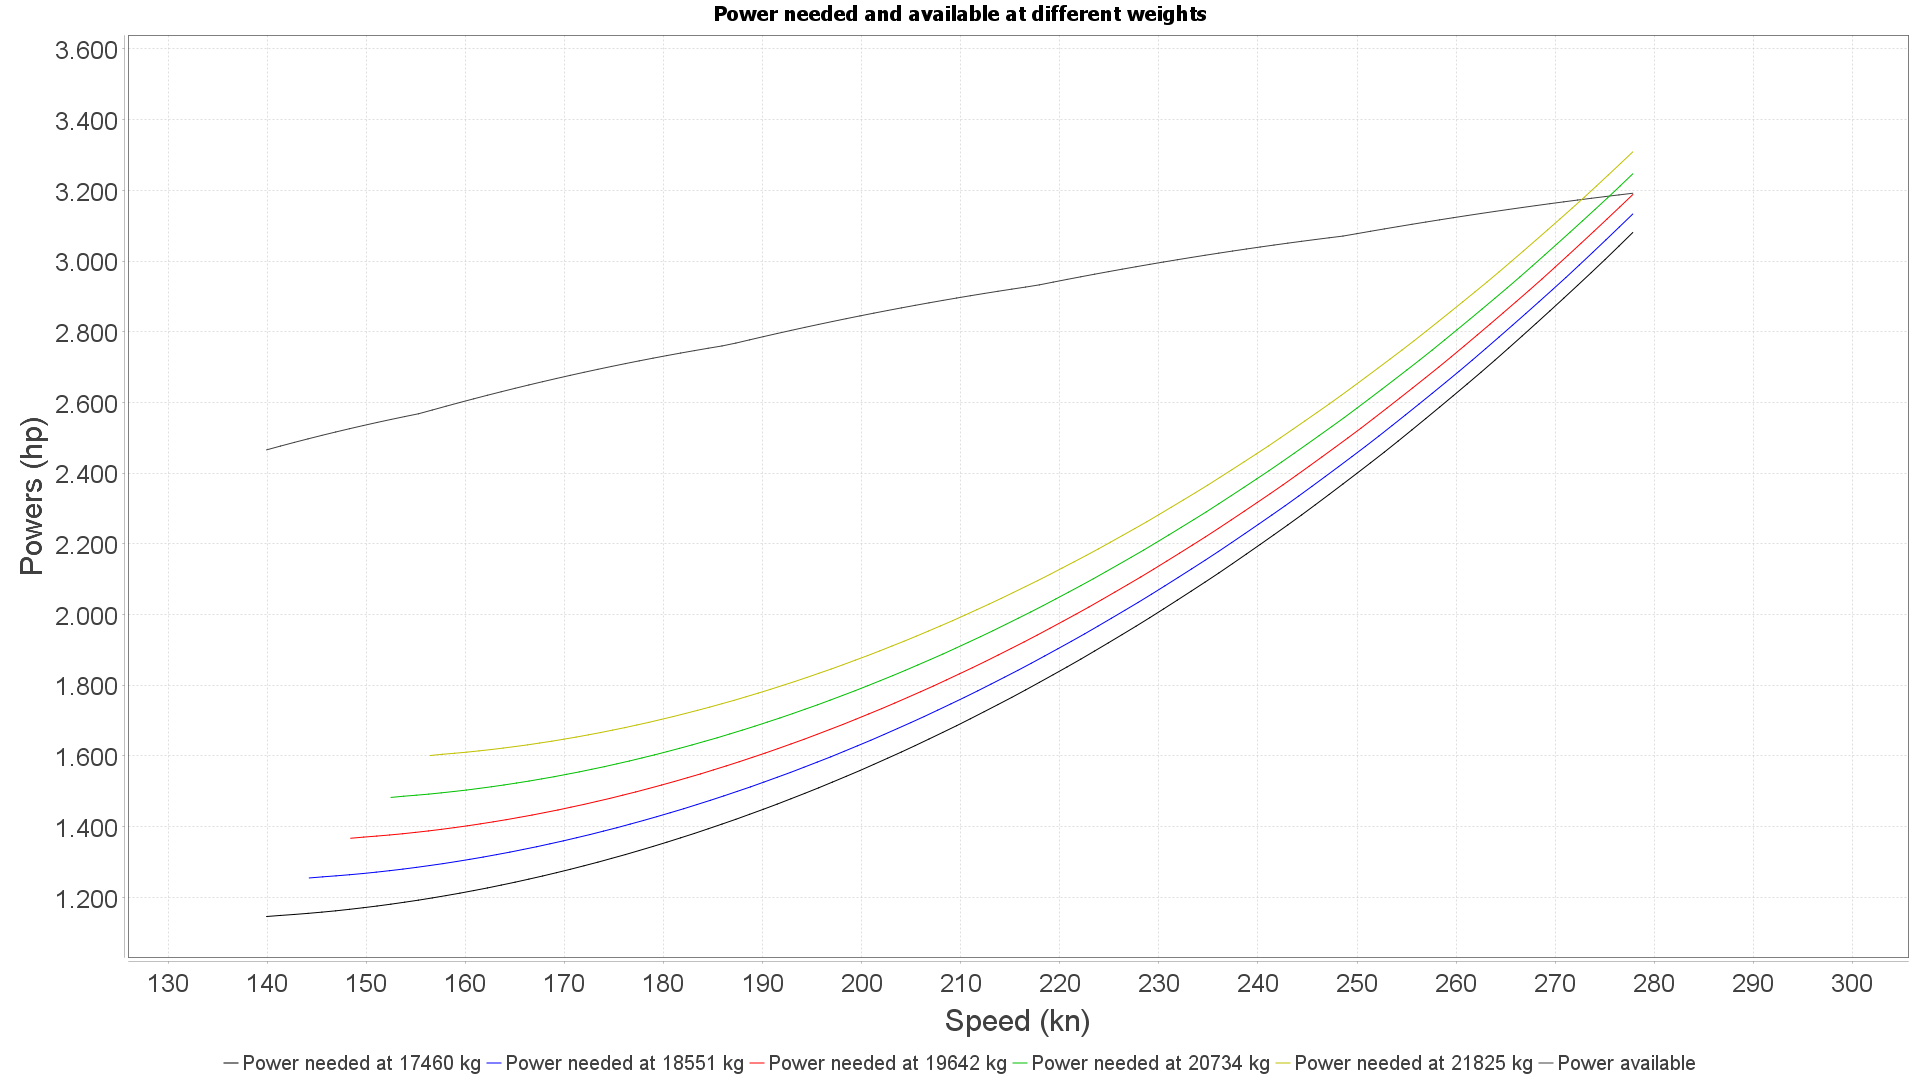 Power needed and available at different weights
3.600
3.400
3.200
3.000
2.800
2.600
2.400
2.200
2.000
1.800
1.600
1.400
1.200
Powers (hp)
130 140 150 160 170 180 190 200 210 220 230 240 250 260 270 280 290 300
Speed (kn)
Power needed at 17460 kg Power needed at 18551 kg Power needed at 19642 kg Power needed at 20734 kg Power needed at 21825 kg Power available